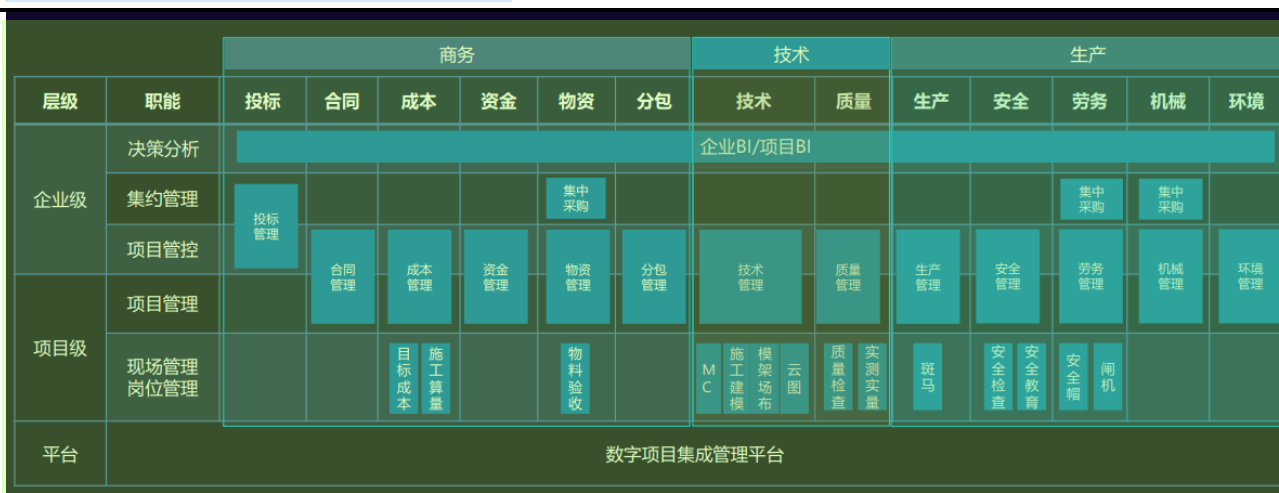 商务 技术 生产
层级 职能 投标 合同 成本 资金 物资 分包 技术 质量 生产 安全 劳务 机械 环境
决策分析 企业BI/项目BI
企业级 集约管理 集中采购 集中采购 集中采购
投标管理
项目管控
合同管理 成本管理 资金管理 物资管理 分包管理 技术管理 质量管理 生产管理 安全管理 劳务管理 机械管理 环境管理
项目管理
项目级
现场管理
岗位管理
目标成本 施工算量 物料验收 MC 施工建模 模架场布 云图 质量检查 实测实量 斑马 安全检查 安全教育 安全帽 闸机
平台 数字项目集成管理平台